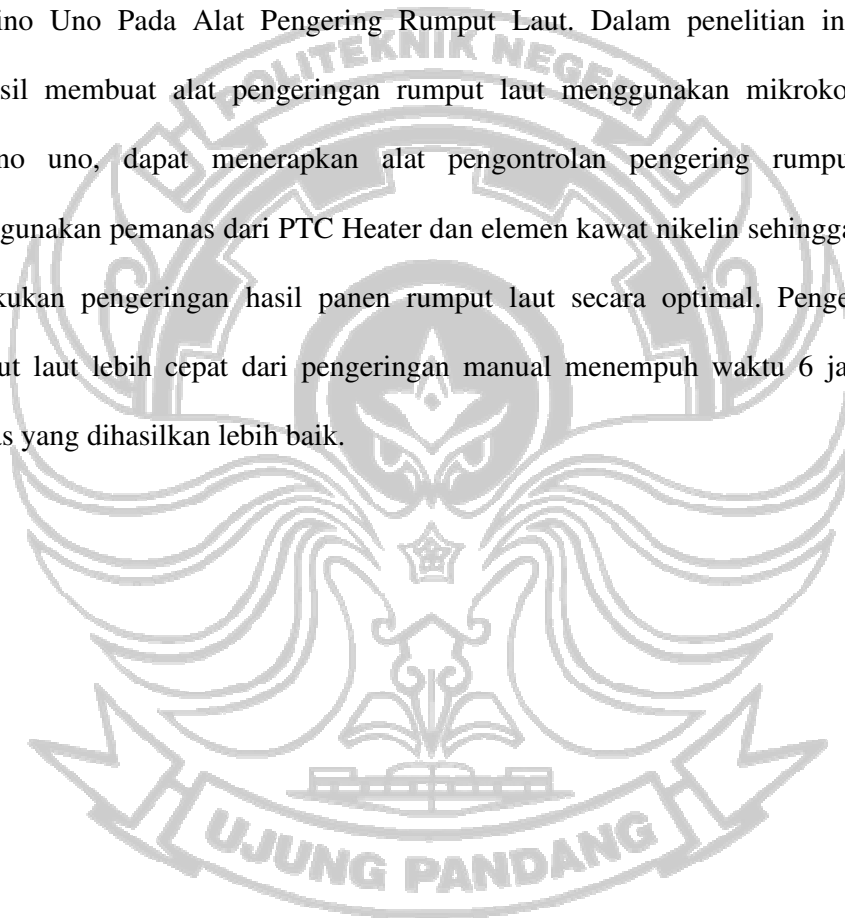 ino Uno Pada Alat Pengering Rumput Laut. Dalam penelitian in
POLITEKNIK NEGERI
sil membuat alat pengeringan rumput laut menggunakan mikroko
no uno, dapat menerapkan alat pengontrolan pengering rumpu
gunakan pemanas dari PTC Heater dan elemen kawat nikelin sehingga
kukan pengeringan hasil panen rumput laut secara optimal. Penge
ut laut lebih cepat dari pengeringan manual menempuh waktu 6 ja
as yang dihasilkan lebih baik.
UJUNG PANDANG